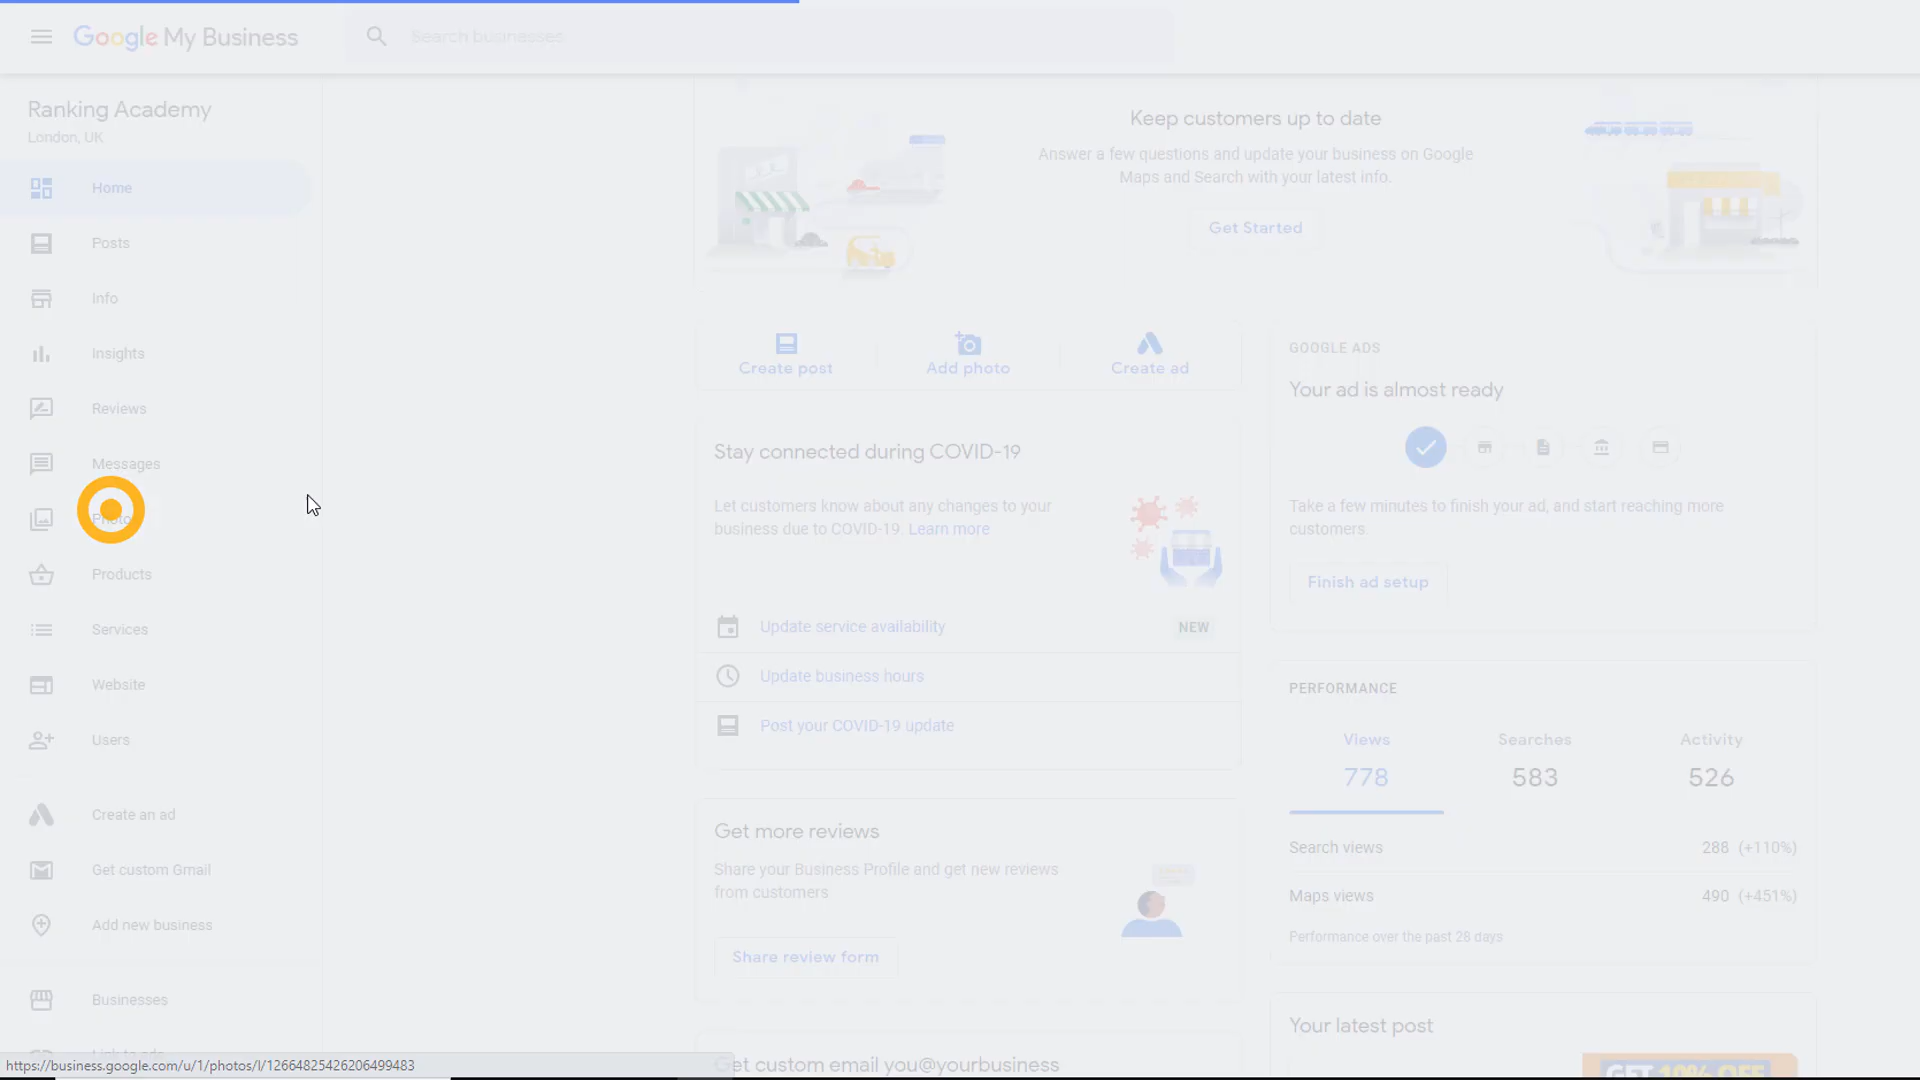 Google My Business
Search businesses
Ranking Academy
London, UK
Home
Posts
Info
Insights
Reviews
Messages
Products
Services
Website
Users
Create an ad
Get custom Gmail
Add new business
Businesses
Keep customers up to date
Answer a few questions and update your business on Google
Maps and Search with your latest info.
Get Started
Create post
Add photo
Create ad
Stay connected during COVID-19
Let customers know about any changes to your
business due to COVID-19. Learn more
Update service availability
NEW
Update business hours
Post your COVID-19 update
Get more reviews
Share your Business Profile and get new reviews
from customers
Share review form
Get custom email you@yourbusiness
GOOGLE ADS
Your ad is almost ready
Take a few minutes to finish your ad, and start reaching more
customers.
Finish ad setup
PERFORMANCE
Views Searches Activity
778 583 526
Search views 288 (+110%)
Maps views 490 (+451%)
Performance over the past 28 days
Your latest post
GET 10% OFF
https://business.google.com/u/1/photos/l/12664825426206499483